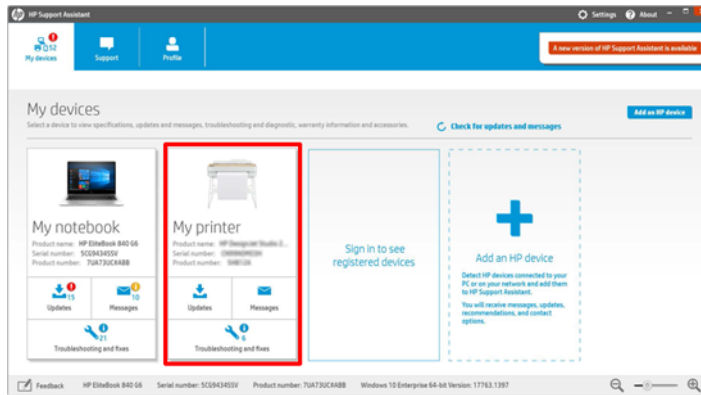 HP Support Assistant
Settings
About
52
My devices
Support
Profile
A new version of HP Support Assistant is available
My devices
Select a device to view specifications, updates and messages, troubleshooting and diagnostic, warranty information and accessories.
Check for updates and messages
Add an HP device
My notebook
Product name: HP EliteBook 840 G6
Serial number: 5CG943455V
Product number: 7UA73UCXABB
15
Updates
10
Messages
21
Troubleshooting and fixes
My printer
Product name:
Serial number:
Product number:
Updates
Messages
6
Troubleshooting and fixes
Sign in to see
registered devices
Add an HP device
Detect HP devices connected to your
PC or on your network and add them
to HP Support Assistant.
You will receive messages, updates,
recommendations, and contact
options.
Feedback
HP EliteBook 840 G6 Serial number: 5CG943455V Product number: 7UA73UCXABB Windows 10 Enterprise 64-bit Version: 17763.1397